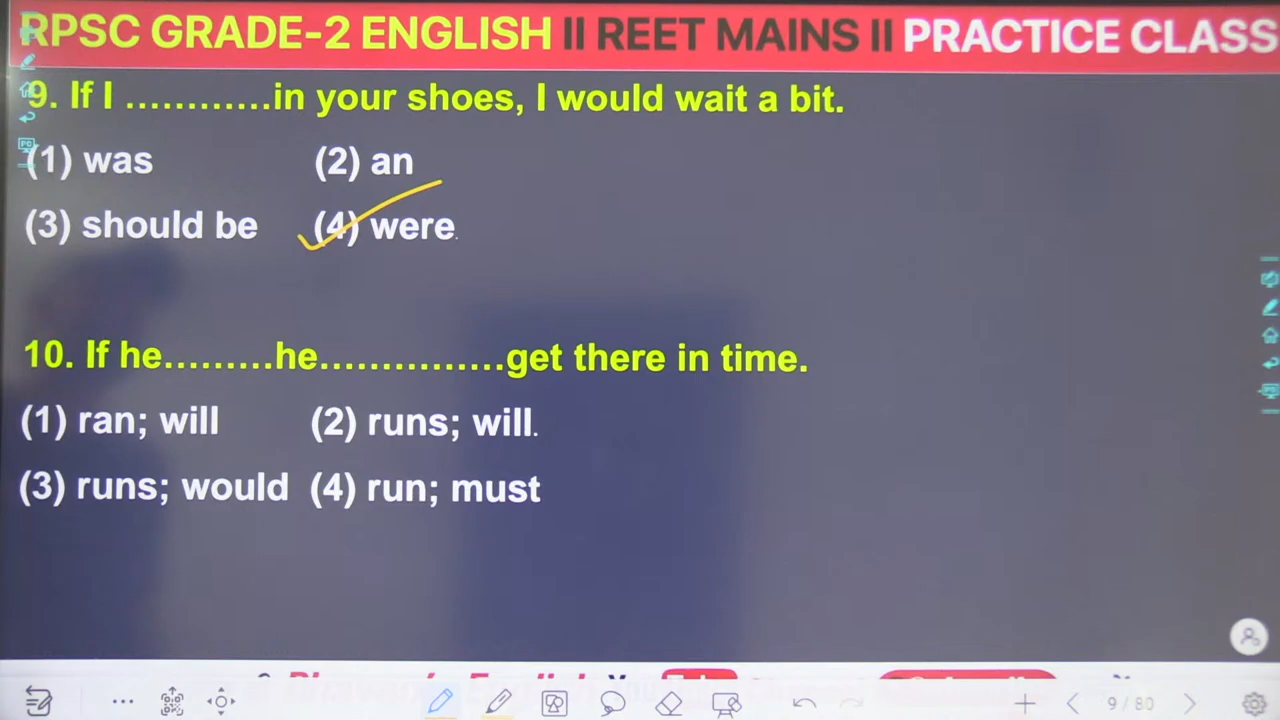 RPSC GRADE-2 ENGLISH II REET MAINS II PRACTICE CLASS
9. If I ............in your shoes, I would wait a bit.
(1) was (2) an
(3) should be (4) were.
10. If he.........he...............get there in time.
(1) ran; will (2) runs; will.
(3) runs; would (4) run; must
9 / 80